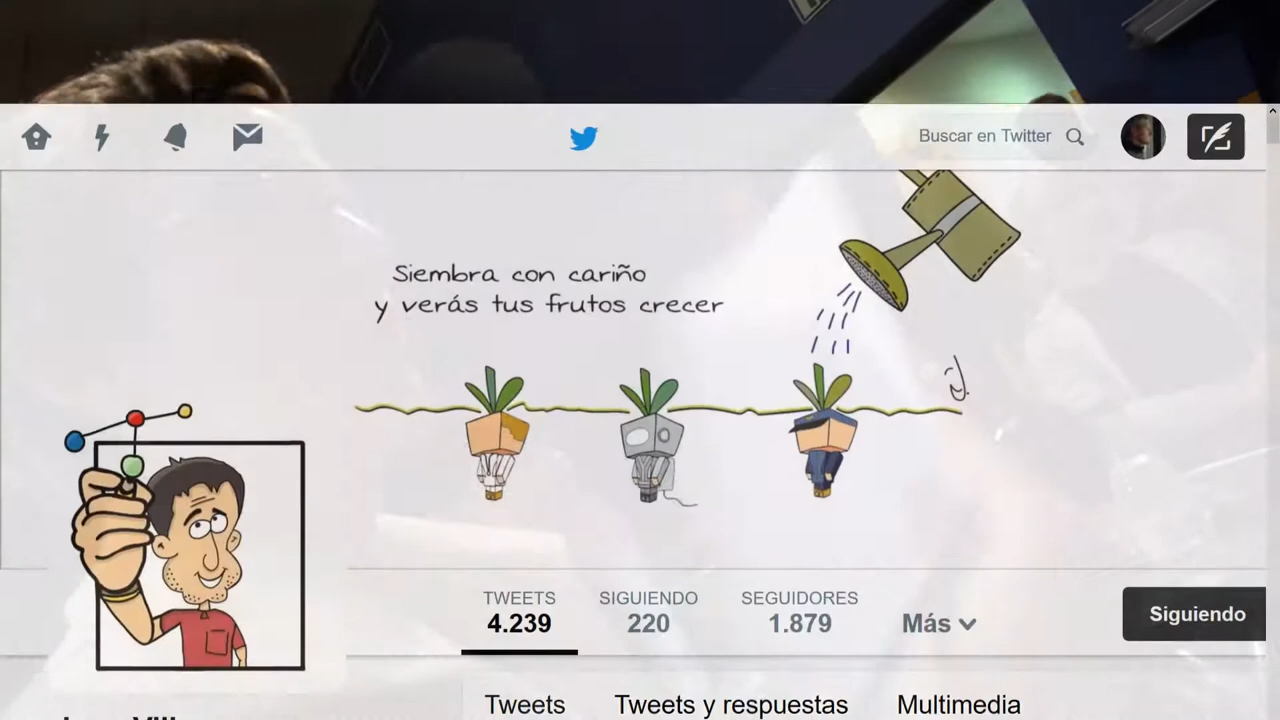 Buscar en Twitter
Siembra con cariño
y verás tus frutos crecer
TWEETS
SIGUIENDO
SEGUIDORES
4.239
220
1.879
Más
Siguiendo
Tweets
Tweets y respuestas
Multimedia